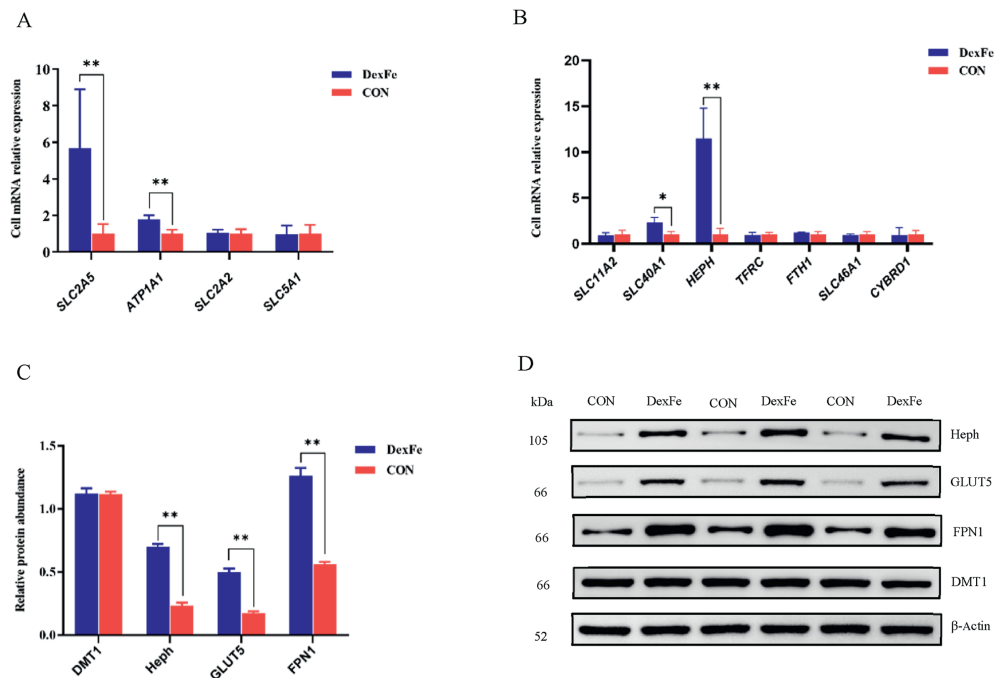 A
Cell mRNA relative expression
10
8
6
4
2
0
**
**
DexFe
CON
SLC2A5
ATP1A1
SLC2A2
SLC5A1
B
Cell mRNA relative expression
20
15
10
5
0
*
**
DexFe
CON
SLC11A2
SLC40A1
HEPH
TFRC
FTH1
SLC46A1
CYBRD1
C
Relative protein abundance
1.5
1.0
0.5
0.0
**
**
**
DexFe
CON
DMT1
Heph
GLUT5
FPN1
D
kDa CON DexFe CON DexFe CON DexFe
105 Heph
66 GLUT5
66 FPN1
66 DMT1
52 β-Actin